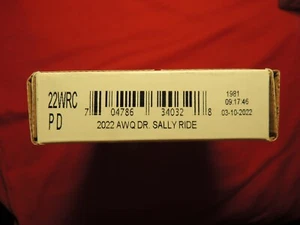 22WRC
P D
7 04786 34032 8
2022 AWQ DR. SALLY RIDE
1981
09:17:46
03-10-2022